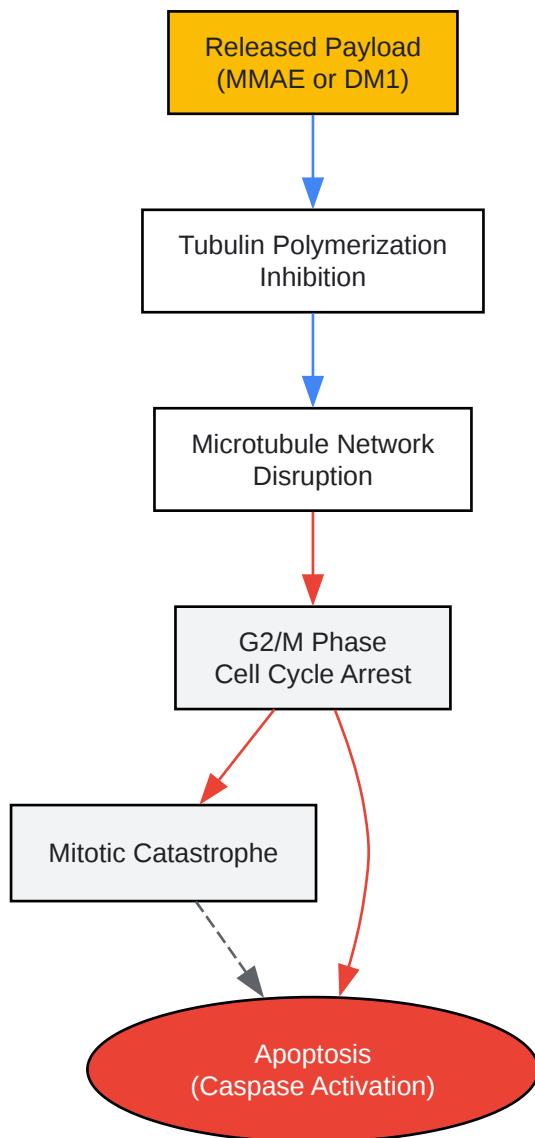 Released Payload
(MMAE or DM1)
Tubulin Polymerization
Inhibition
Microtubule Network
Disruption
G2/M Phase
Cell Cycle Arrest
Mitotic Catastrophe
Apoptosis
(Caspase Activation)